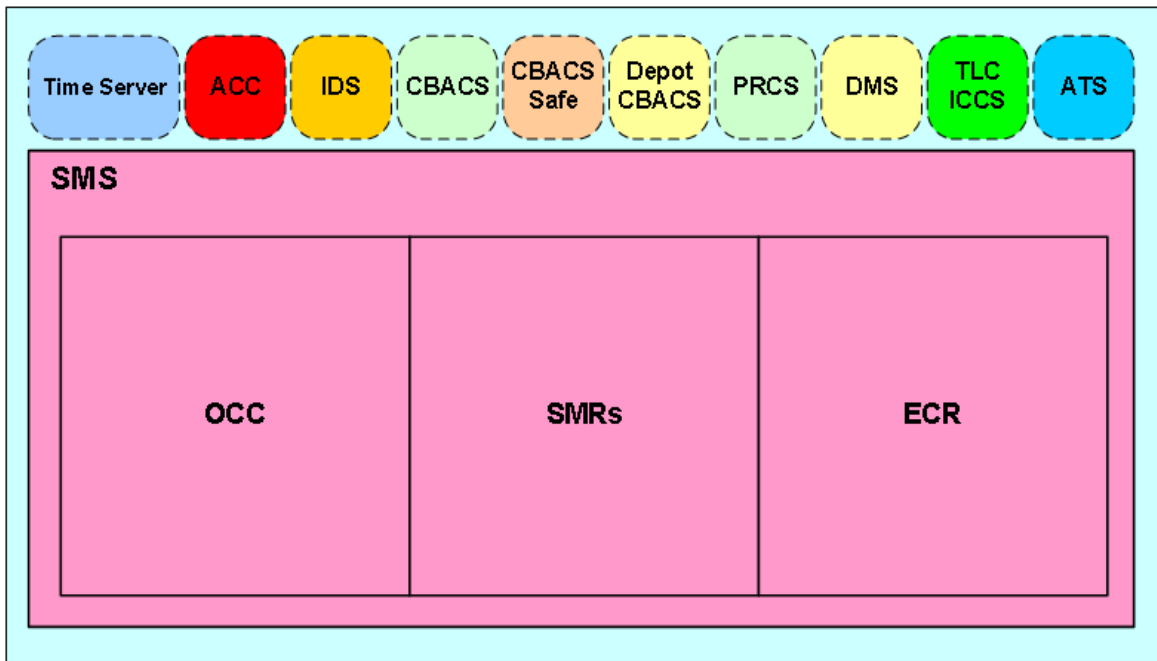 Time Server
ACC
IDS
CBACS
CBACS
Safe
Depot
CBACS
PRCS
DMS
TLC
ICCS
ATS
SMS
OCC
SMRs
ECR